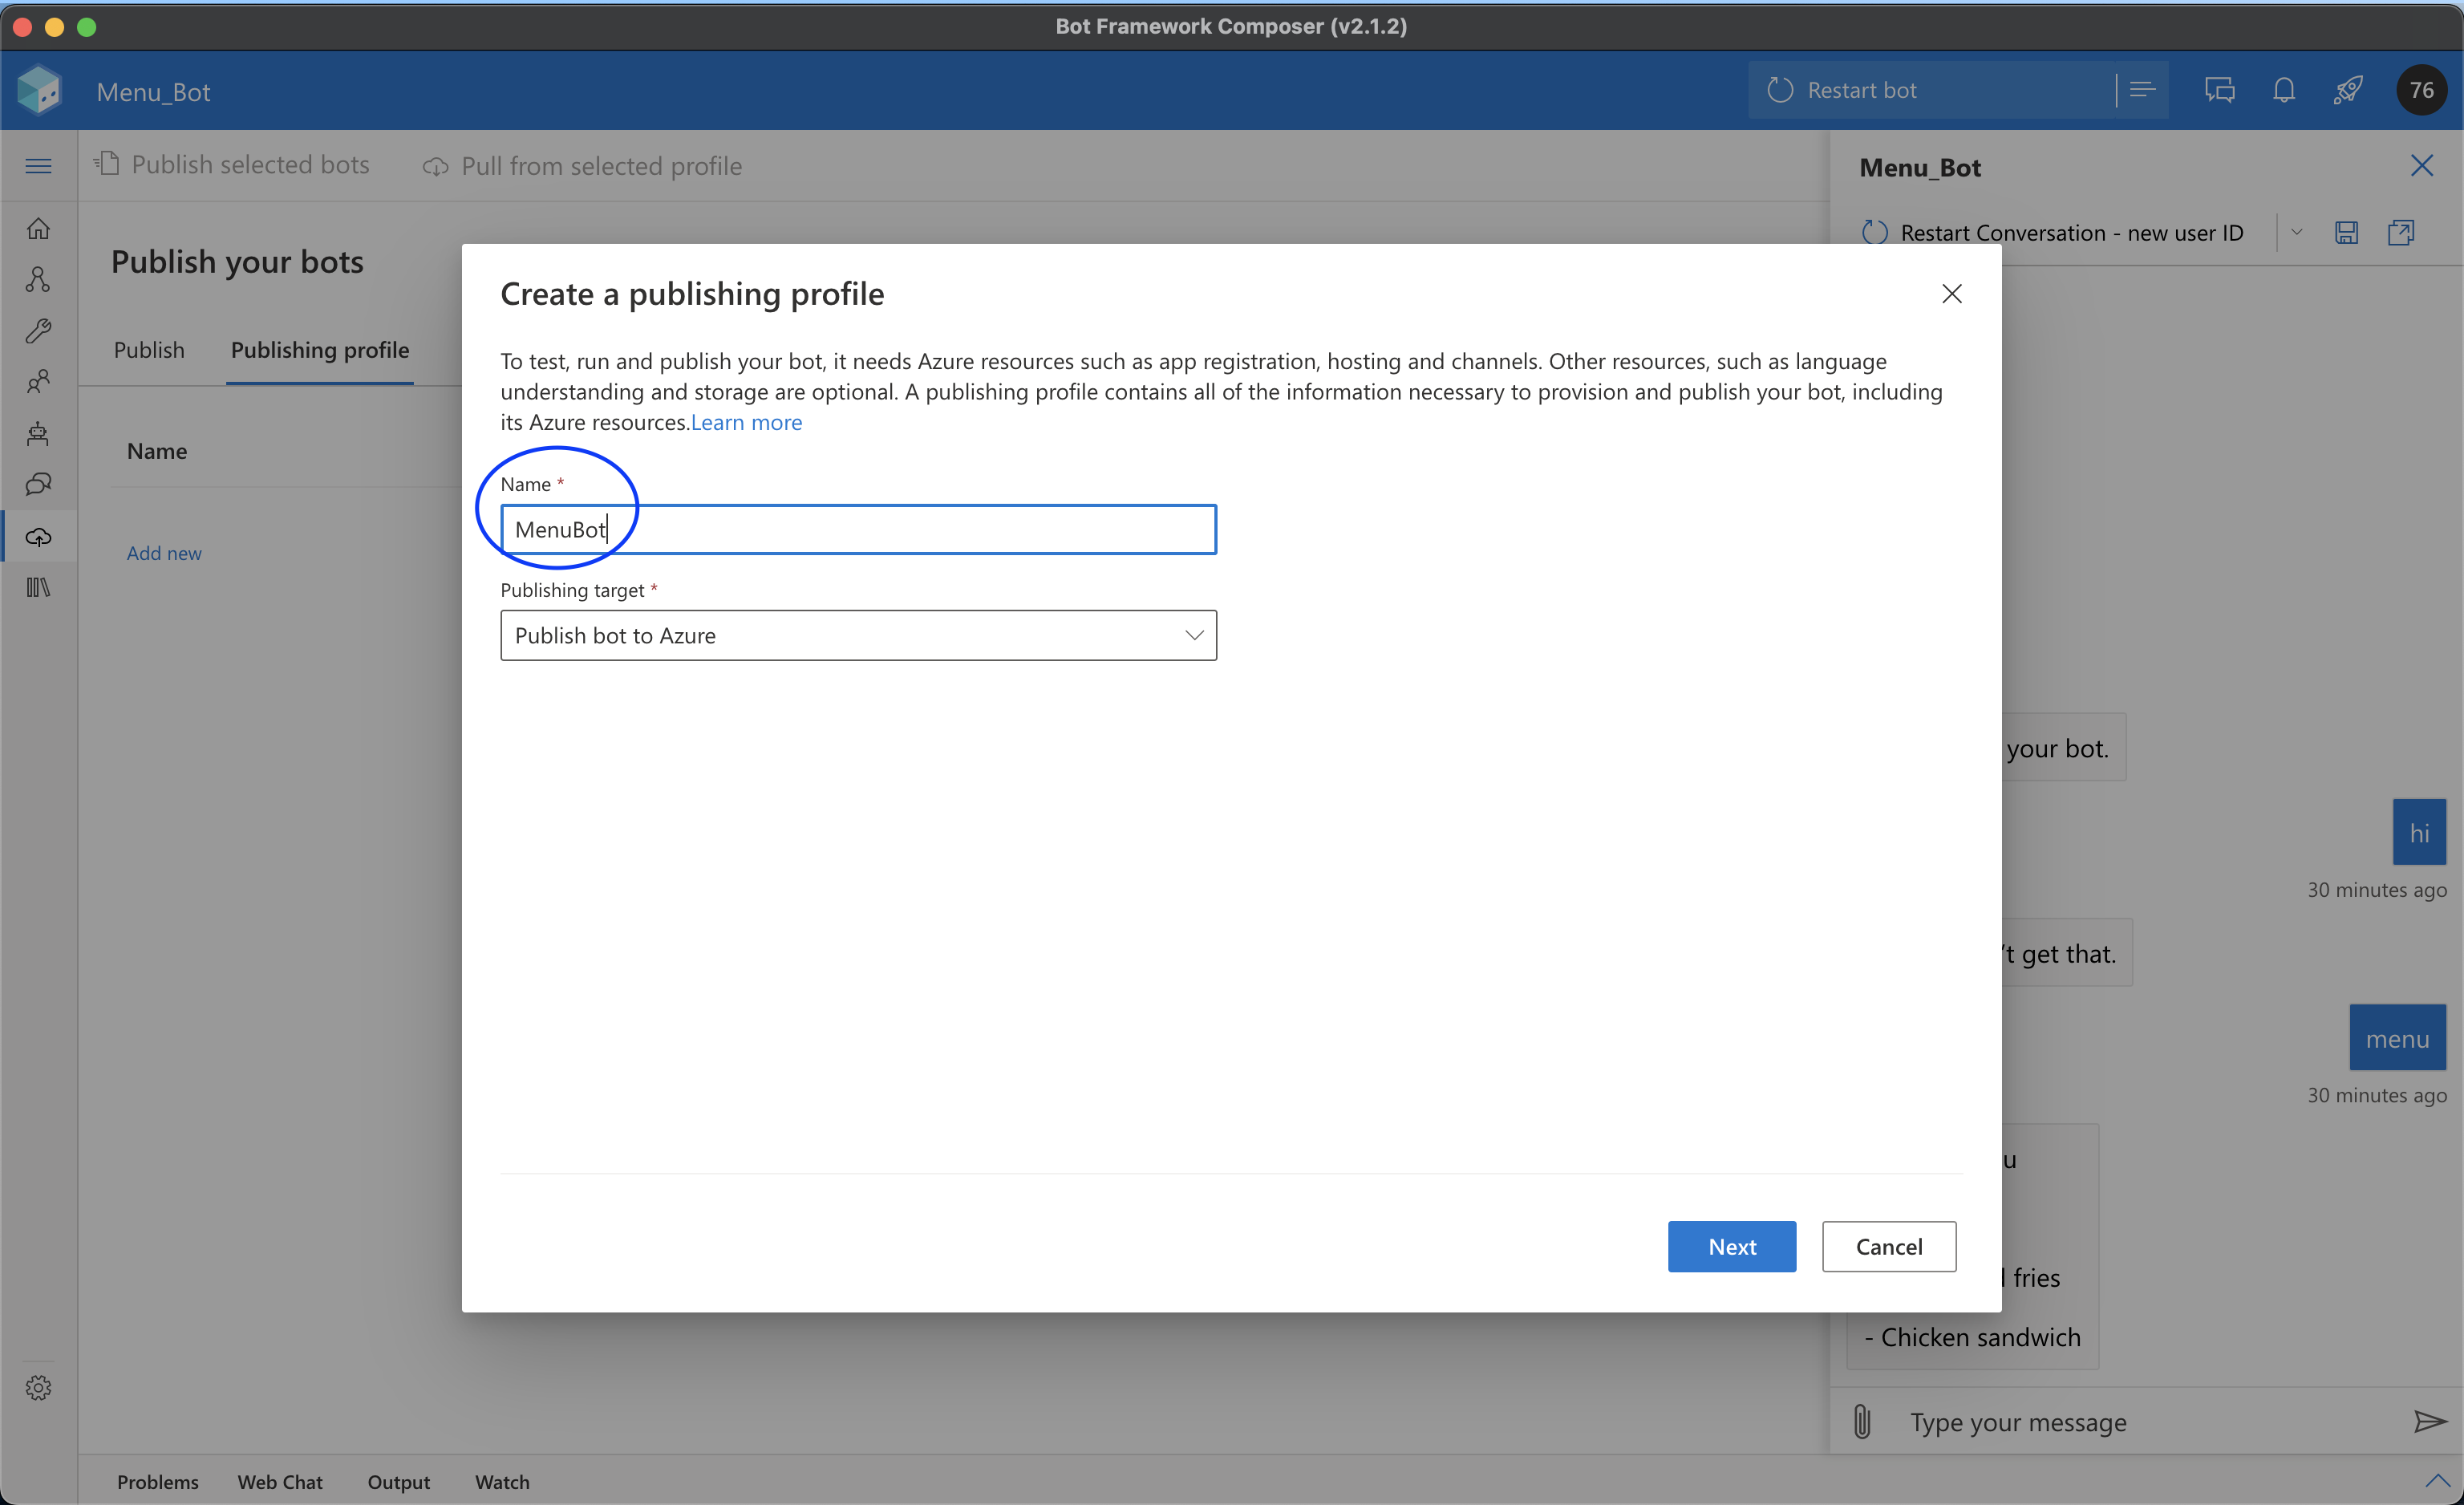 Bot Framework Composer (v2.1.2)
Menu_Bot
Restart bot
76
Publish selected bots
Pull from selected profile
Menu_Bot
Restart Conversation - new user ID
Publish your bots
Publish
Publishing profile
Name
Add new
Create a publishing profile
To test, run and publish your bot, it needs Azure resources such as app registration, hosting and channels. Other resources, such as language
understanding and storage are optional. A publishing profile contains all of the information necessary to provision and publish your bot, including
its Azure resources.Learn more
Name *
MenuBot
Publishing target *
Publish bot to Azure
Next
Cancel
your bot.
hi
30 minutes ago
't get that.
menu
30 minutes ago
u
fries
- Chicken sandwich
Type your message
Problems
Web Chat
Output
Watch